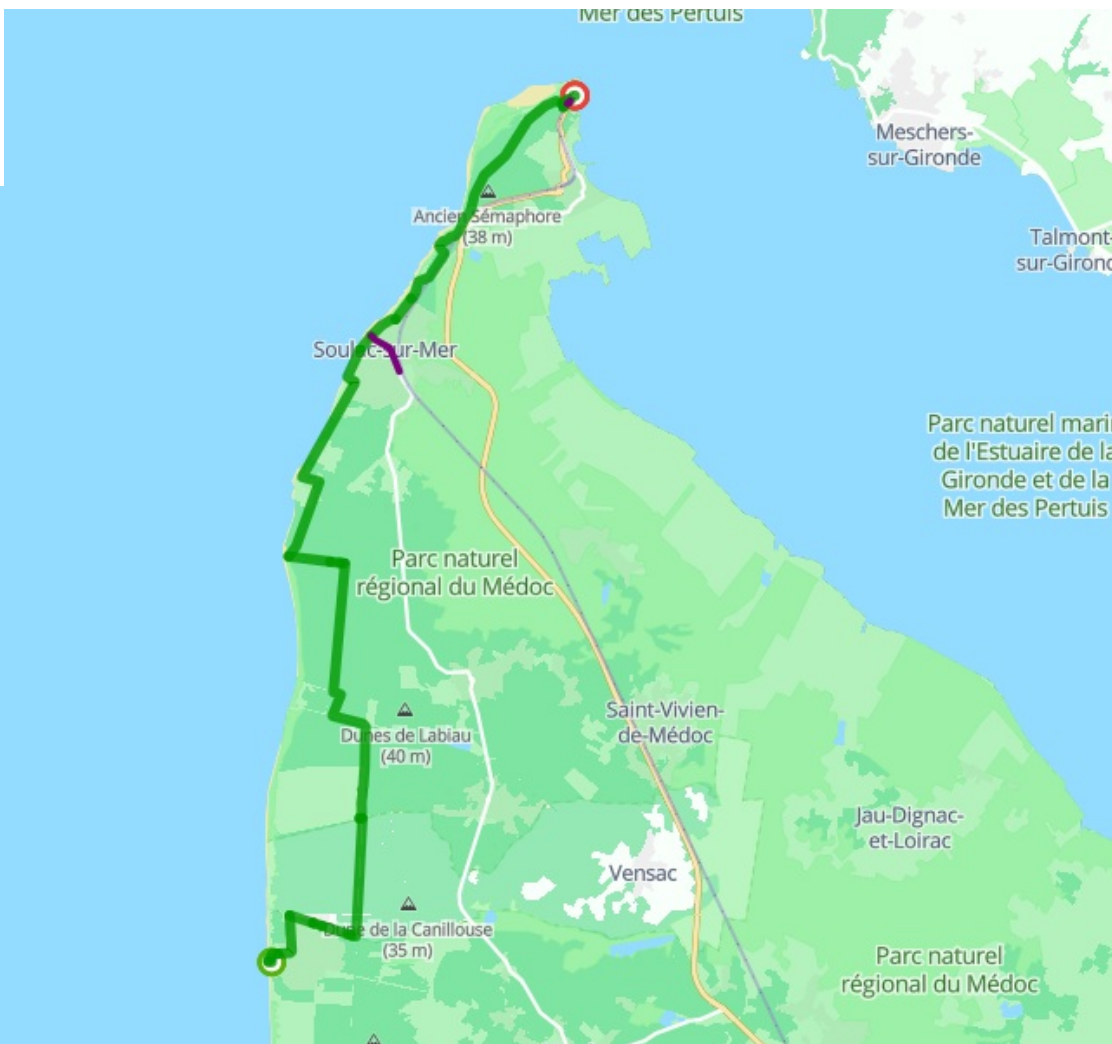 Mer des Pertuis
Meschers-
sur-Gironde
Ancien Sémaphore
(38 m)
Talmont-
sur-Girond
Soulac-sur-Mer
Parc naturel marin
de l'Estuaire de la
Gironde et de la
Mer des Pertuis
Parc naturel
régional du Médoc
Saint-Vivien-
de-Médoc
Dunes de Labiau
(40 m)
Jau-Dignac-
et-Loirac
Vensac
Dune de la Canillouse
(35 m)
Parc naturel
régional du Médoc